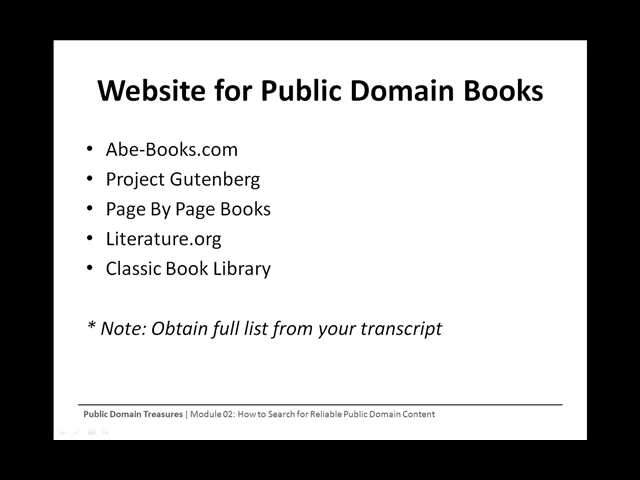 Website for Public Domain Books
• Abe-Books.com
• Project Gutenberg
• Page By Page Books
• Literature.org
• Classic Book Library
* Note: Obtain full list from your transcript
Public Domain Treasures | Module 02: How to Search for Reliable Public Domain Content